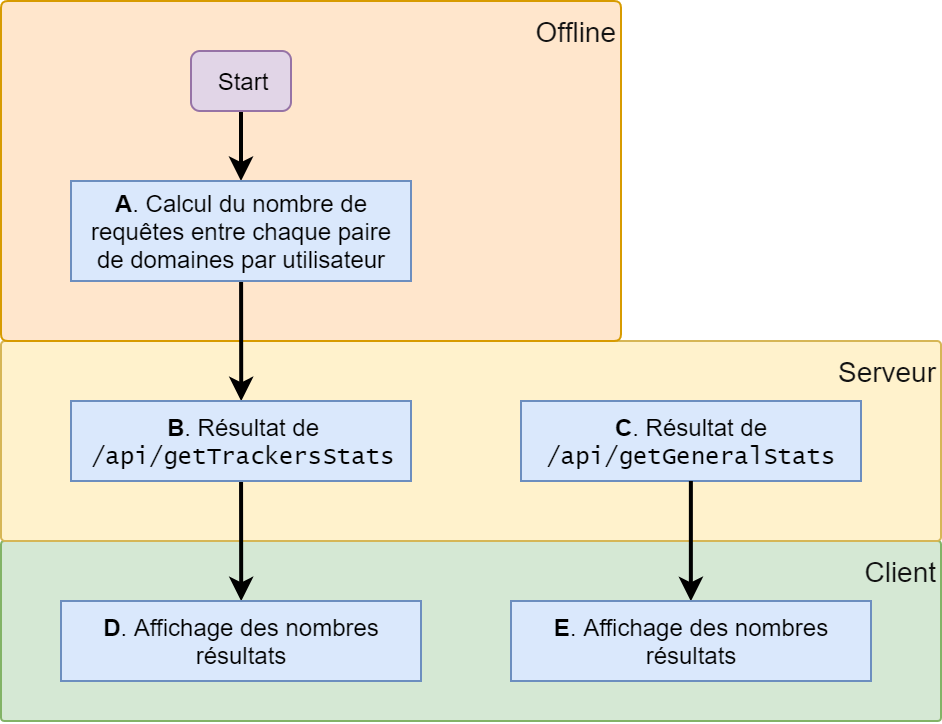 Offline
Start
A. Calcul du nombre de
requêtes entre chaque paire
de domaines par utilisateur
Serveur
B. Résultat de
/api/getTrackersStats
C. Résultat de
/api/getGeneralStats
Client
D. Affichage des nombres
résultats
E. Affichage des nombres
résultats